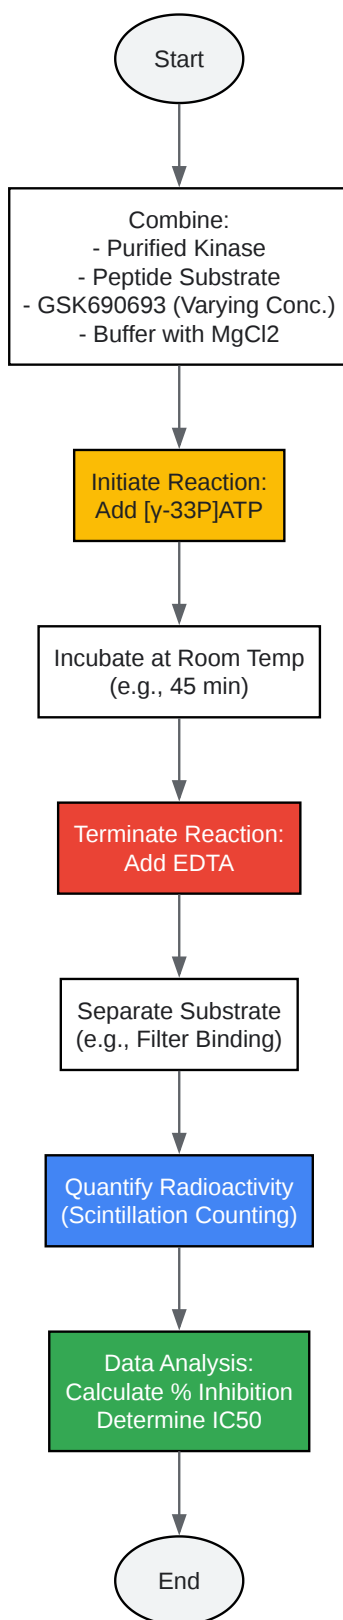 Start
Combine:
- Purified Kinase
- Peptide Substrate
- GSK690693 (Varying Conc.)
- Buffer with MgCl2
Initiate Reaction:
Add [γ-33P]ATP
Incubate at Room Temp
(e.g., 45 min)
Terminate Reaction:
Add EDTA
Separate Substrate
(e.g., Filter Binding)
Quantify Radioactivity
(Scintillation Counting)
Data Analysis:
Calculate % Inhibition
Determine IC50
End